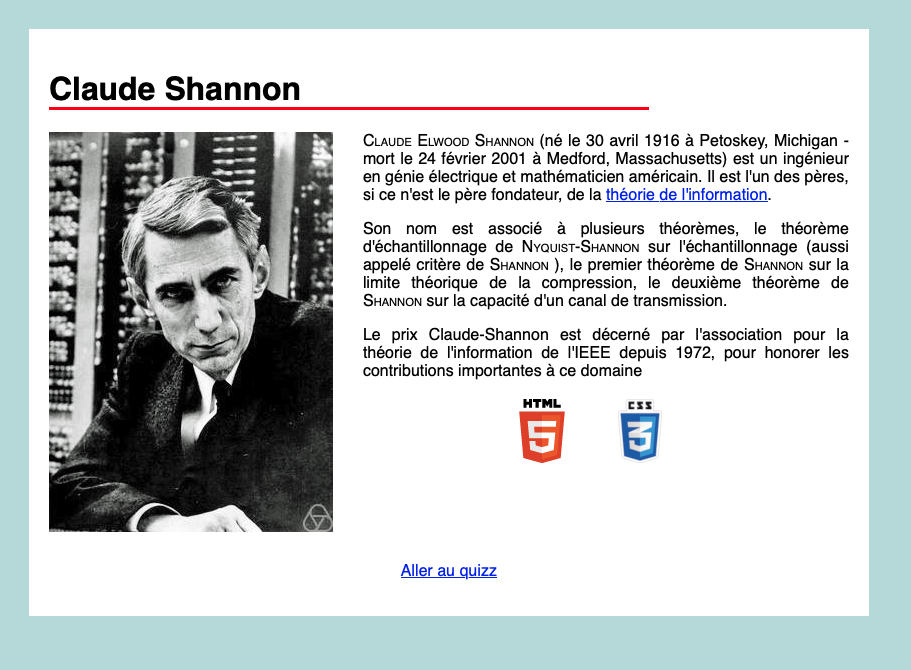 Claude Shannon
Claude Elwood Shannon (né le 30 avril 1916 à Petoskey, Michigan -
mort le 24 février 2001 à Medford, Massachusetts) est un ingénieur
en génie électrique et mathématicien américain. Il est l'un des pères,
si ce n'est le père fondateur, de la théorie de l'information.
Son nom est associé à plusieurs théorèmes, le théorème
d'échantillonnage de Nyquist-Shannon sur l'échantillonnage (aussi
appelé critère de Shannon ), le premier théorème de Shannon sur la
limite théorique de la compression, le deuxième théorème de
Shannon sur la capacité d'un canal de transmission.
Le prix Claude-Shannon est décerné par l'association pour la
théorie de l'information de l'IEEE depuis 1972, pour honorer les
contributions importantes à ce domaine
HTML CSS
5 3
Aller au quizz